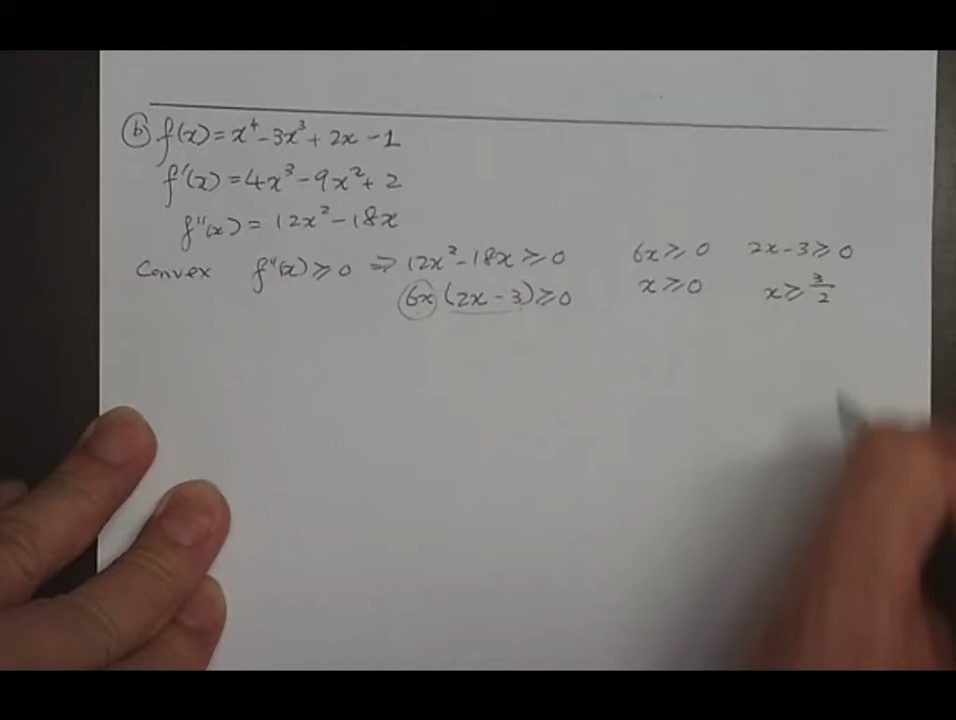 (b) f(x) = x⁴ - 3x³ + 2x - 1
f'(x) = 4x³ - 9x² + 2
f''(x) = 12x² - 18x
Convex f''(x) ≥ 0 ⇒ 12x² - 18x ≥ 0 6x ≥ 0 2x - 3 ≥ 0
6x (2x - 3) ≥ 0 x ≥ 0 x ≥ 3/2